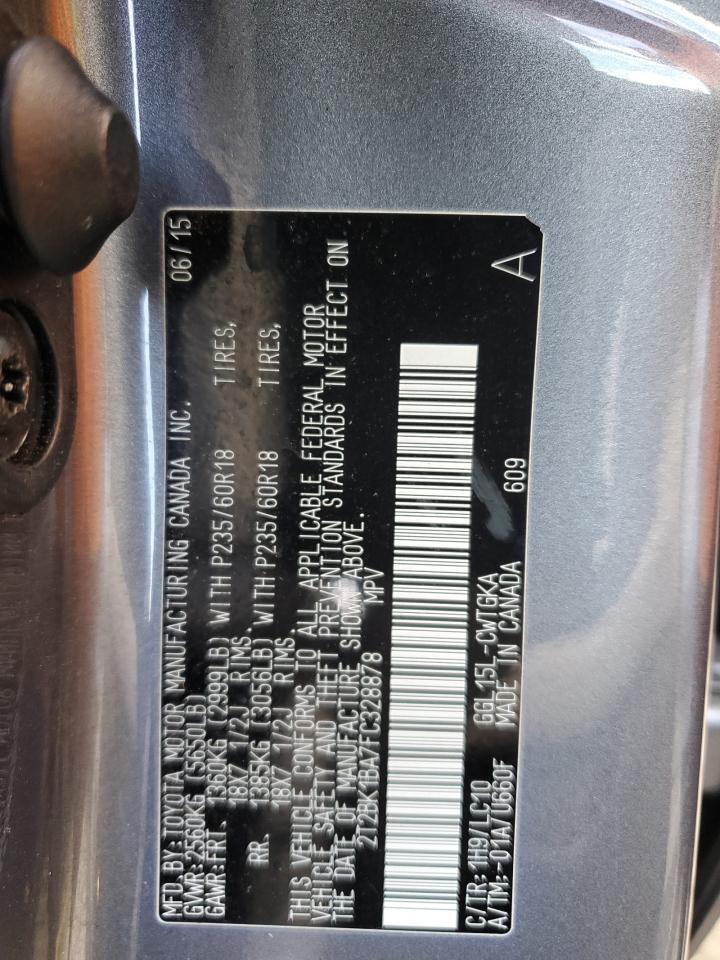 MFD.BY:TOYOTA MOTOR MANUFACTURING CANADA INC. 06/15
GVWR:2560KG(5650LB)
GAWR:FRT. 1360KG(2999LB)WITH P235/60R18 TIRES,
18X7 1/2J RIMS.
RR. 1385KG(3056LB)WITH P235/60R18 TIRES,
18X7 1/2J RIMS.
THIS VEHICLE CONFORMS TO ALL APPLICABLE FEDERAL MOTOR
VEHICLE SAFETY AND THEFT PREVENTION STANDARDS IN EFFECT ON
THE DATE OF MANUFACTURE SHOWN ABOVE.
2T2BK1BA7FC328878 MPV
C/TR:1H9/LC10 GGL15L-CWTGKA
A/TM:-01A/U660F MADE IN CANADA 609 A